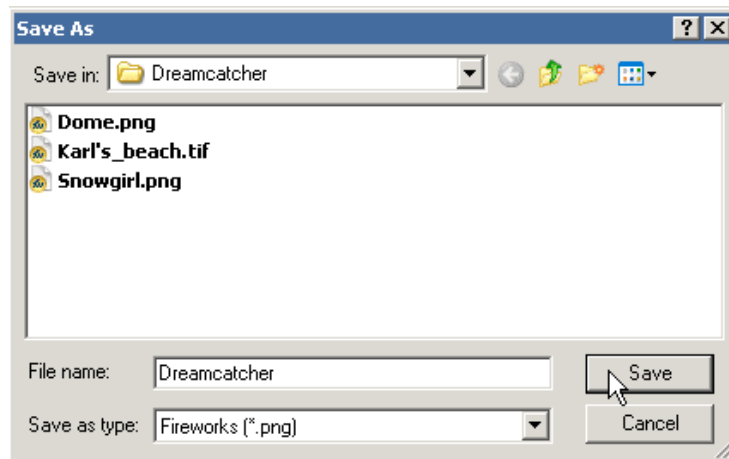 Save As
Save in: Dreamcatcher
Dome.png
Karl's_beach.tif
Snowgirl.png
File name: Dreamcatcher Save
Save as type: Fireworks (*.png) Cancel